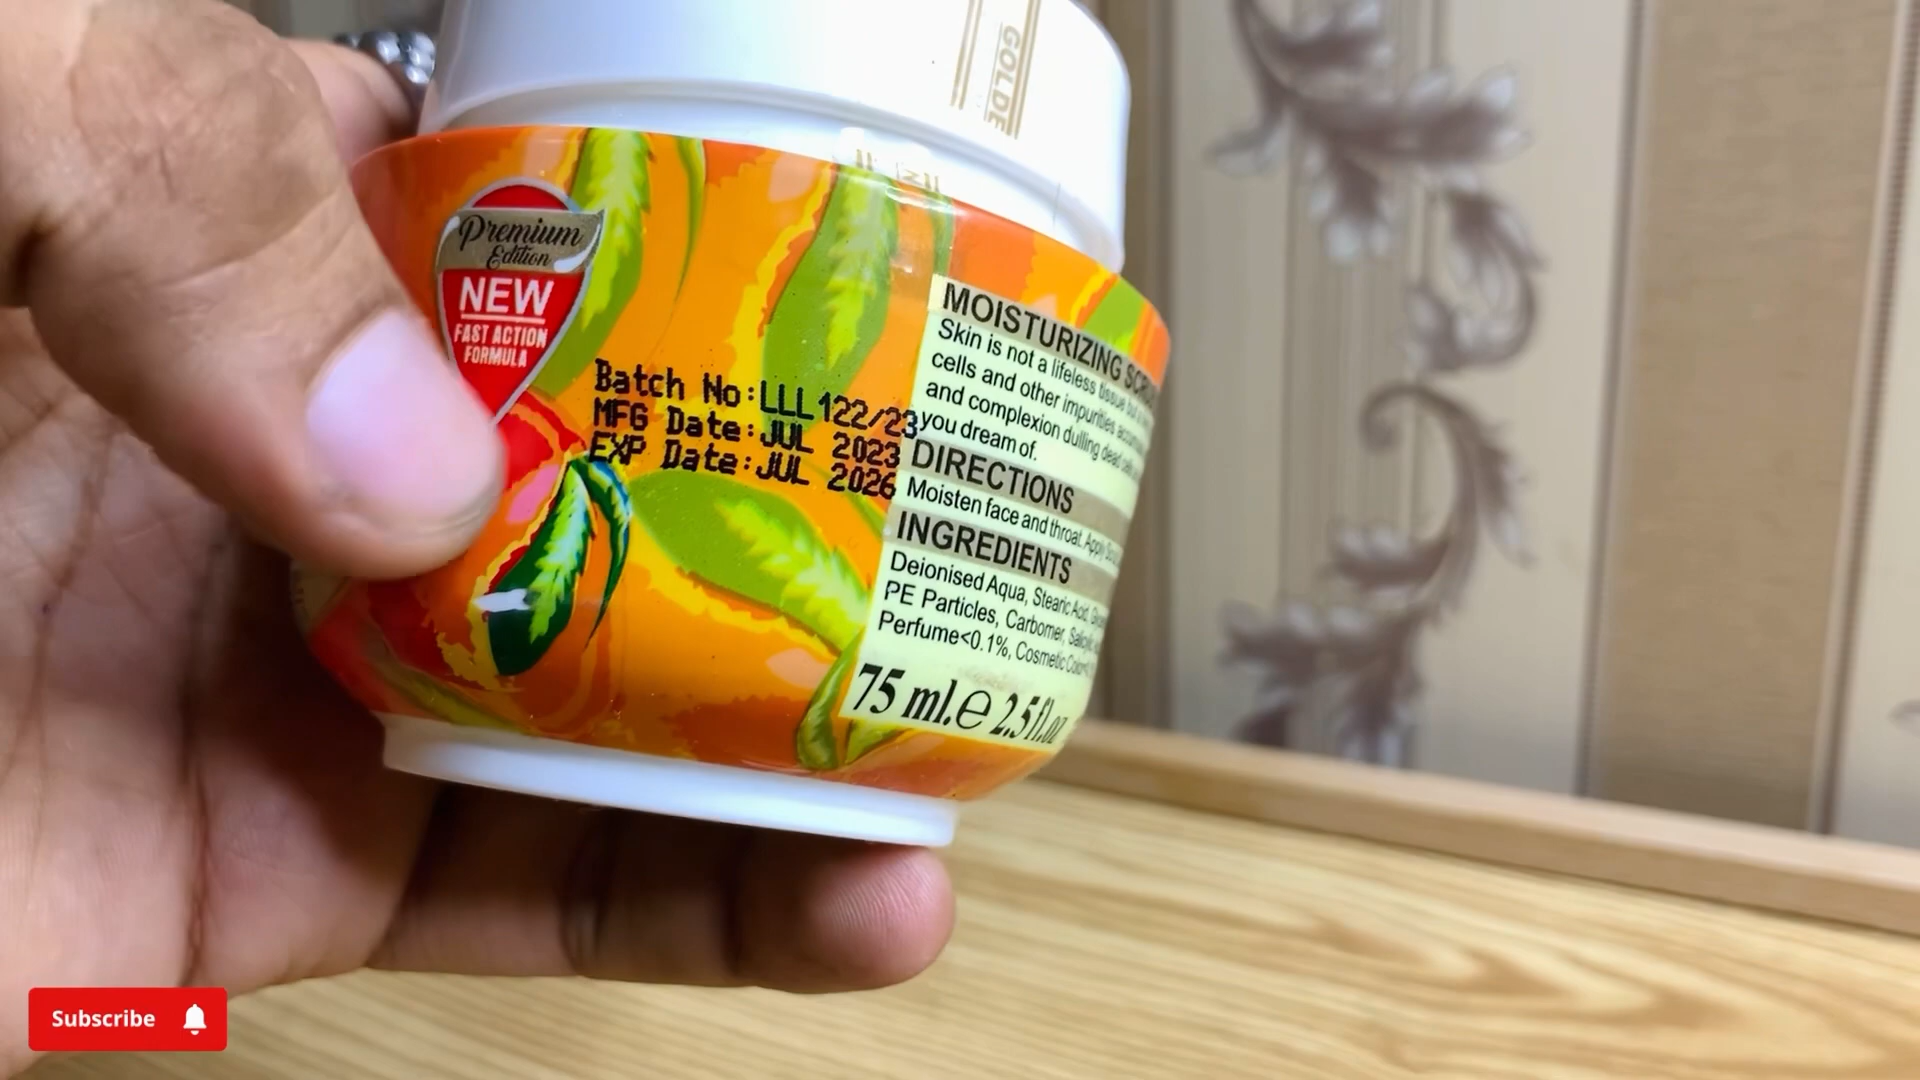 GOLDE
Premium
Edition
NEW
FAST ACTION
FORMULA
Batch No:LLL122/23
MFG Date:JUL 2023
EXP Date:JUL 2026
MOISTURIZING
Skin is not a lifeless tissue but
cells and other impurities
and complexion dulling dead
you dream of.
DIRECTIONS
Moisten face and throat. Apply
INGREDIENTS
Deionised Aqua, Stearic Acid,
PE Particles, Carbomer,
Perfume<0.1%, Cosmetic
75 ml.e 2.5 fl.oz
Subscribe